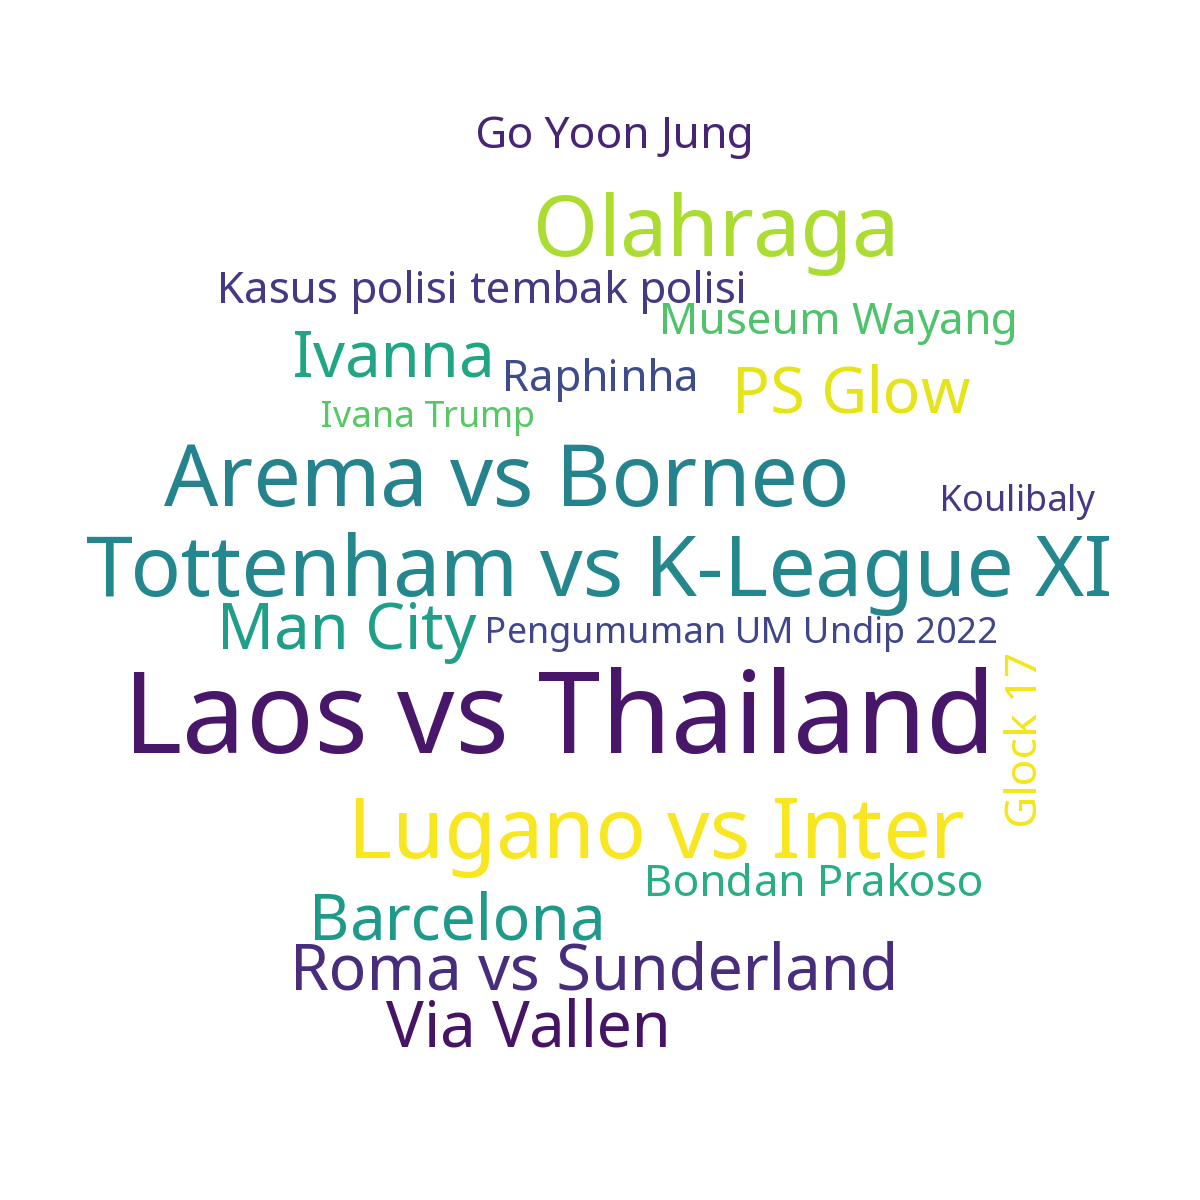 Go Yoon Jung
Olahraga
Kasus polisi tembak polisi
Museum Wayang
Ivanna
Raphinha
PS Glow
Ivana Trump
Arema vs Borneo
Koulibaly
Tottenham vs K-League XI
Man City
Pengumuman UM Undip 2022
Laos vs Thailand
Glock 17
Lugano vs Inter
Bondan Prakoso
Barcelona
Roma vs Sunderland
Via Vallen